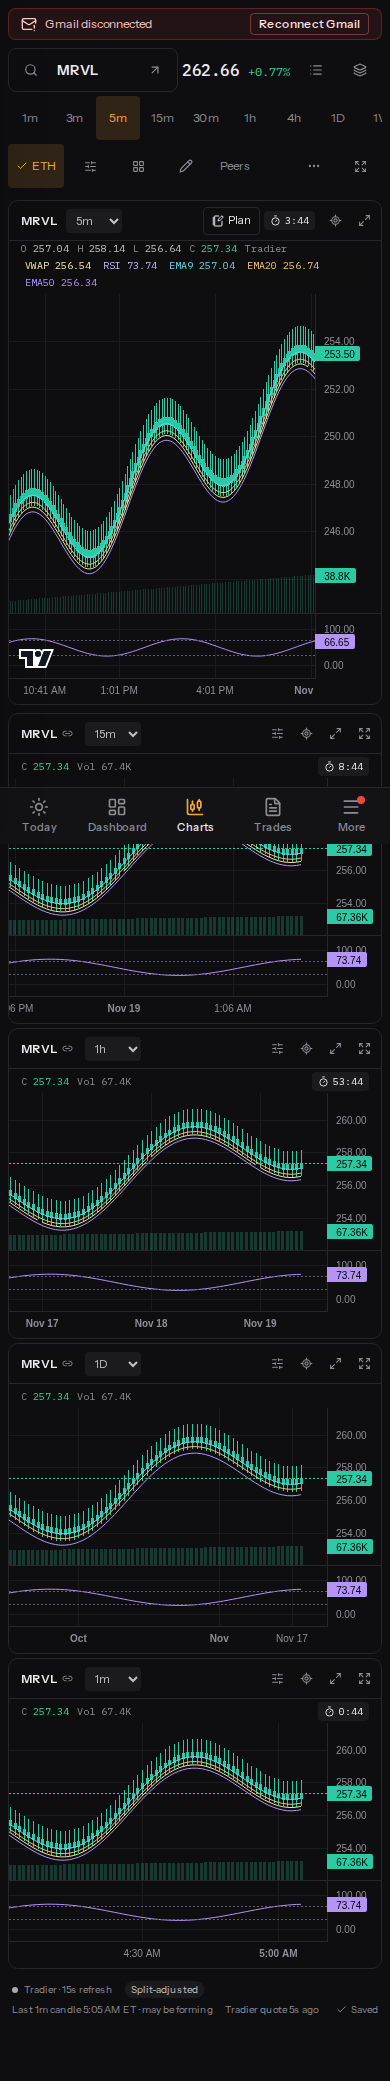 Gmail disconnected
Reconnect Gmail
MRVL
262.66 +0.77%
1m 3m 5m 15m 30m 1h 4h 1D
ETH Peers
MRVL 5m Plan 3:44
O 257.04 H 258.14 L 256.64 C 257.34 Tradier
VWAP 256.54 RSI 73.74 EMA9 257.04 EMA20 256.74
EMA50 256.34
254.00
253.50
252.00
250.00
248.00
246.00
38.8K
100.00
66.65
0.00
10:41 AM 1:01 PM 4:01 PM Nov
MRVL 15m
C 257.34 Vol 67.4K 8:44
Today Dashboard Charts Trades More
257.34
256.00
254.00
67.36K
100.00
73.74
0.00
6 PM Nov 19 1:06 AM
MRVL 1h
C 257.34 Vol 67.4K 53:44
260.00
258.00
257.34
256.00
254.00
67.36K
100.00
73.74
0.00
Nov 17 Nov 18 Nov 19
MRVL 1D
C 257.34 Vol 67.4K
260.00
258.00
257.34
256.00
254.00
67.36K
100.00
73.74
0.00
Oct Nov Nov 17
MRVL 1m
C 257.34 Vol 67.4K 0:44
260.00
258.00
257.34
256.00
254.00
67.36K
100.00
73.74
0.00
4:30 AM 5:00 AM
Tradier · 15s refresh Split-adjusted
Last 1m candle 5:05 AM ET · may be forming Tradier quote 5s ago Saved